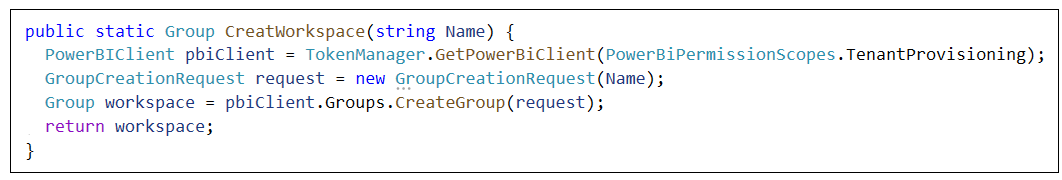 public static Group CreatWorkspace(string Name) {
  PowerBIClient pbiClient = TokenManager.GetPowerBiClient(PowerBiPermissionScopes.TenantProvisioning);
  GroupCreationRequest request = new GroupCreationRequest(Name);
  Group workspace = pbiClient.Groups.CreateGroup(request);
  return workspace;
}